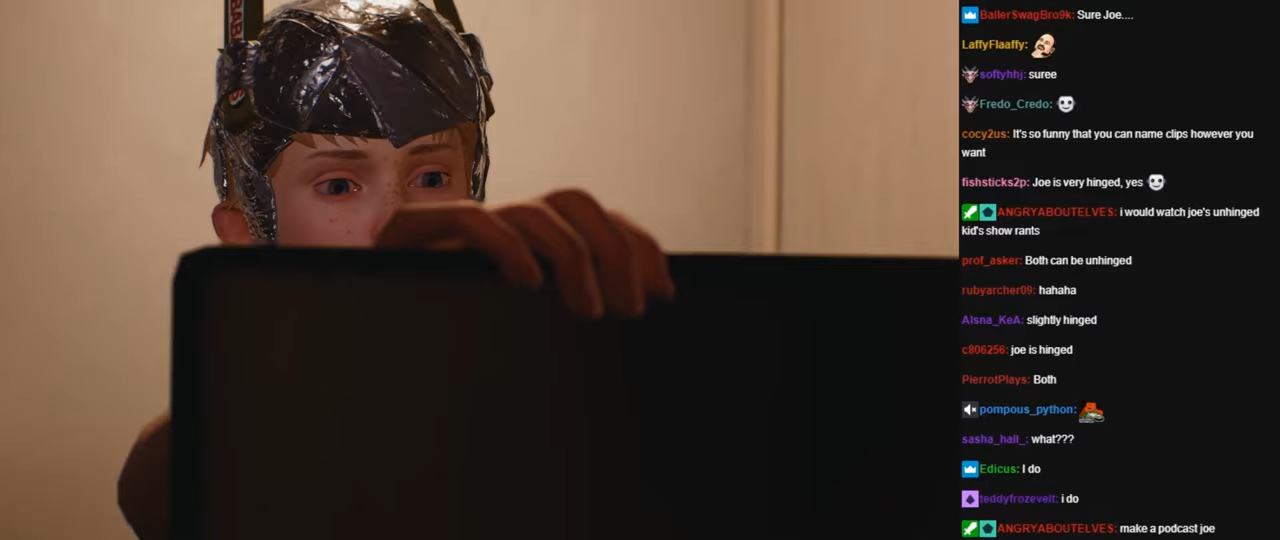 BAB
BallerSwagBro9k: Sure Joe....
LaffyFlaaffy:
softyhhj: suree
Fredo_Credo:
cocy2us: It's so funny that you can name clips however you
want
fishsticks2p: Joe is very hinged, yes
ANGRYABOUTELVES: i would watch joe's unhinged
kid's show rants
prof_asker: Both can be unhinged
rubyarcher09: hahaha
Alsna_KeA: slightly hinged
c806256: joe is hinged
PierrotPlays: Both
pompous_python:
sasha_hall_: what???
Edicus: I do
teddyfrozevelt: i do
ANGRYABOUTELVES: make a podcast joe